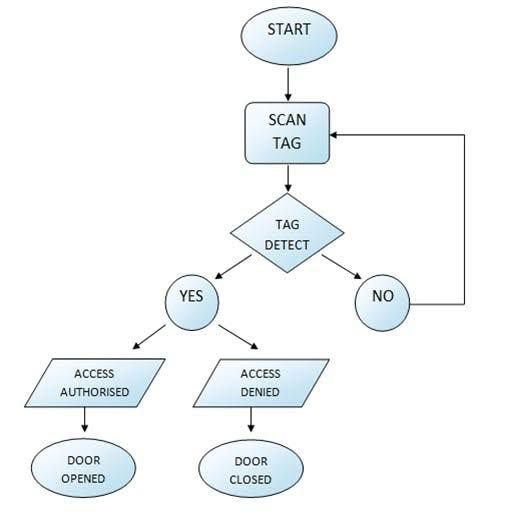 START
SCAN
TAG
TAG
DETECT
YES
NO
ACCESS
AUTHORISED
ACCESS
DENIED
DOOR
OPENED
DOOR
CLOSED